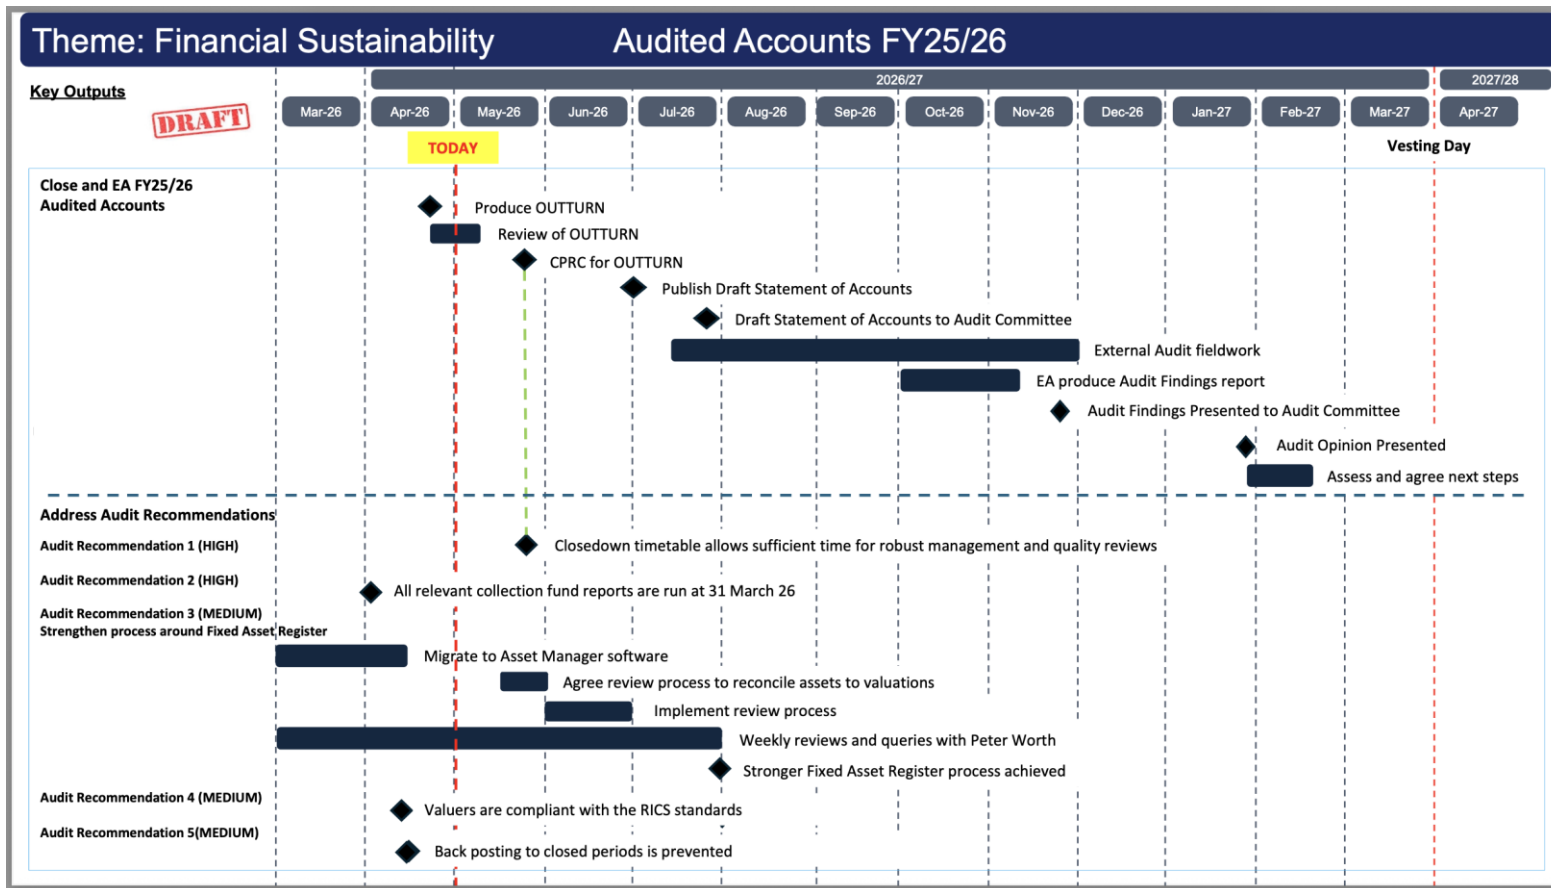 Theme: Financial Sustainability Audited Accounts FY25/26
2026/27 2027/28
Key Outputs
DRAFT
Mar-26 Apr-26 May-26 Jun-26 Jul-26 Aug-26 Sep-26 Oct-26 Nov-26 Dec-26 Jan-27 Feb-27 Mar-27 Apr-27
TODAY
Vesting Day
Close and EA FY25/26
Audited Accounts
Produce OUTTURN
Review of OUTTURN
CPRC for OUTTURN
Publish Draft Statement of Accounts
Draft Statement of Accounts to Audit Committee
External Audit fieldwork
EA produce Audit Findings report
Audit Findings Presented to Audit Committee
Audit Opinion Presented
Assess and agree next steps
Address Audit Recommendations
Audit Recommendation 1 (HIGH)
Closedown timetable allows sufficient time for robust management and quality reviews
Audit Recommendation 2 (HIGH)
All relevant collection fund reports are run at 31 March 26
Audit Recommendation 3 (MEDIUM)
Strengthen process around Fixed Asset Register
Migrate to Asset Manager software
Agree review process to reconcile assets to valuations
Implement review process
Weekly reviews and queries with Peter Worth
Stronger Fixed Asset Register process achieved
Audit Recommendation 4 (MEDIUM)
Valuers are compliant with the RICS standards
Audit Recommendation 5(MEDIUM)
Back posting to closed periods is prevented